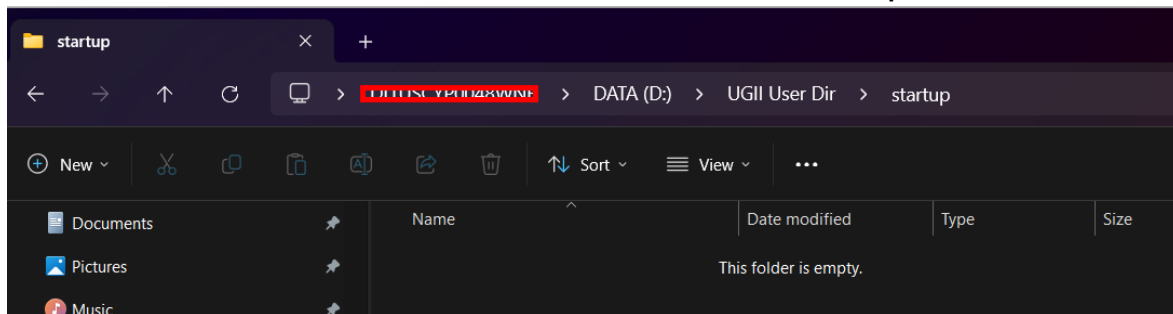 startup
DATA (D:) > UGII User Dir > startup
New Sort View
Name Date modified Type Size
Documents
This folder is empty.
Pictures
Music